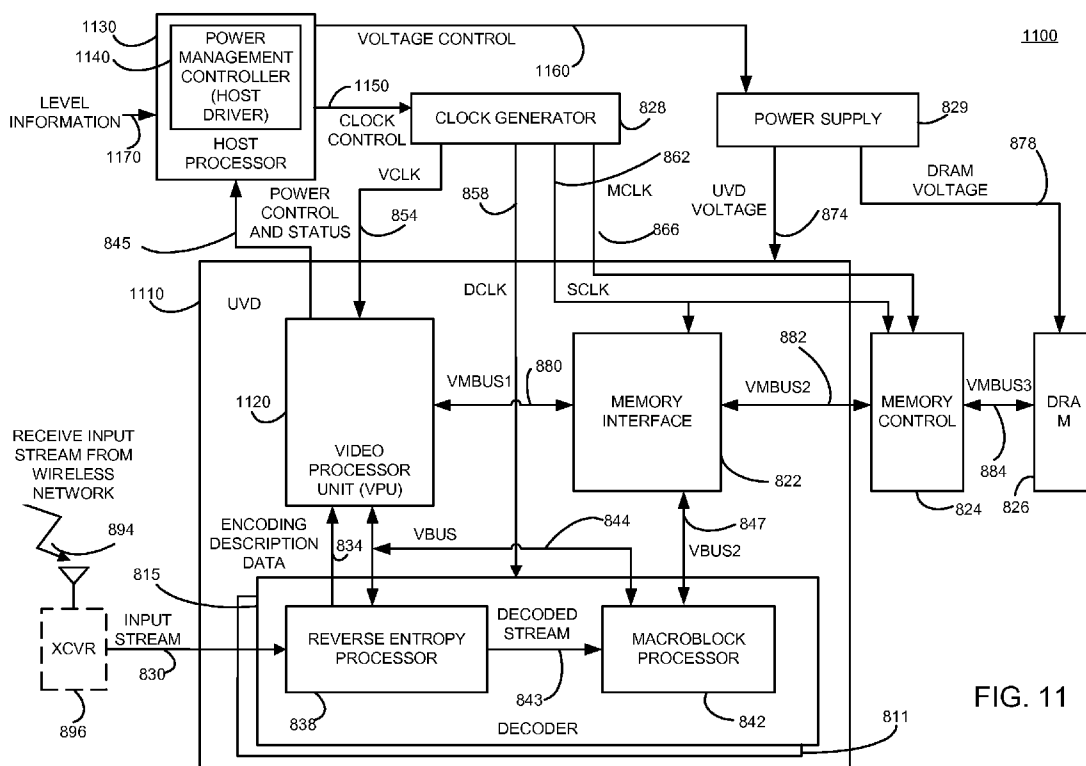 1130
1140
POWER
MANAGEMENT
CONTROLLER
(HOST
DRIVER)
HOST
PROCESSOR
LEVEL
INFORMATION
1170
VOLTAGE CONTROL
1160
1100
1150
CLOCK
CONTROL
CLOCK GENERATOR
828
POWER SUPPLY
829
862
878
VCLK
858
MCLK
UVD
VOLTAGE
DRAM
VOLTAGE
POWER
CONTROL
AND STATUS
854
866
874
845
1110
UVD
DCLK
SCLK
1120
VIDEO
PROCESSOR
UNIT (VPU)
VMBUS1
880
MEMORY
INTERFACE
822
VMBUS2
882
MEMORY
CONTROL
824
VMBUS3
884
DRA
M
826
RECEIVE INPUT
STREAM FROM
WIRELESS
NETWORK
894
ENCODING
DESCRIPTION
DATA
834
VBUS
844
847
VBUS2
815
XCVR
896
INPUT
STREAM
830
REVERSE ENTROPY
PROCESSOR
838
DECODED
STREAM
843
MACROBLOCK
PROCESSOR
842
DECODER
811
FIG. 11